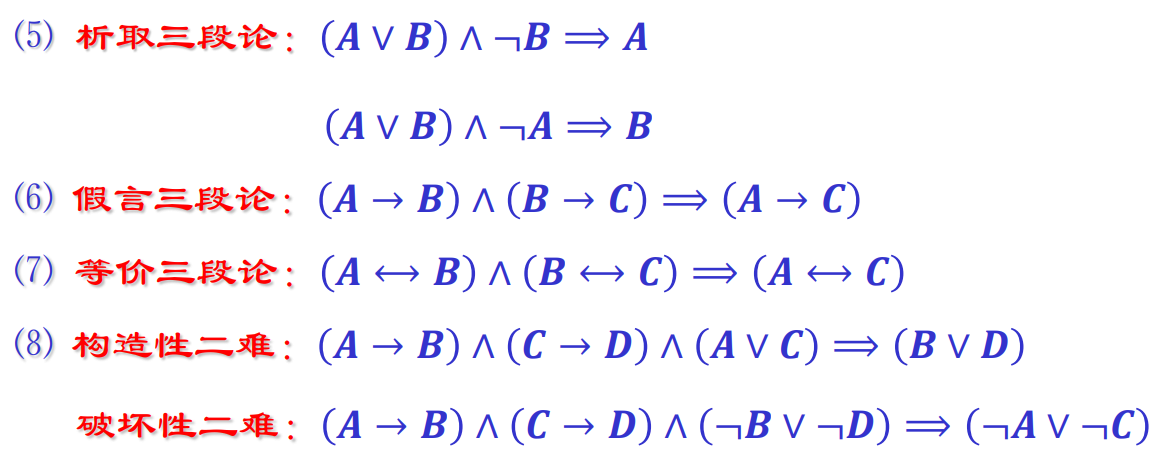 (5) 析取三段论：(A ∨ B) ∧ ¬B ⟹ A
(A ∨ B) ∧ ¬A ⟹ B
(6) 假言三段论：(A → B) ∧ (B → C) ⟹ (A → C)
(7) 等价三段论：(A ↔ B) ∧ (B ↔ C) ⟹ (A ↔ C)
(8) 构造性二难：(A → B) ∧ (C → D) ∧ (A ∨ C) ⟹ (B ∨ D)
破坏性二难：(A → B) ∧ (C → D) ∧ (¬B ∨ ¬D) ⟹ (¬A ∨ ¬C)